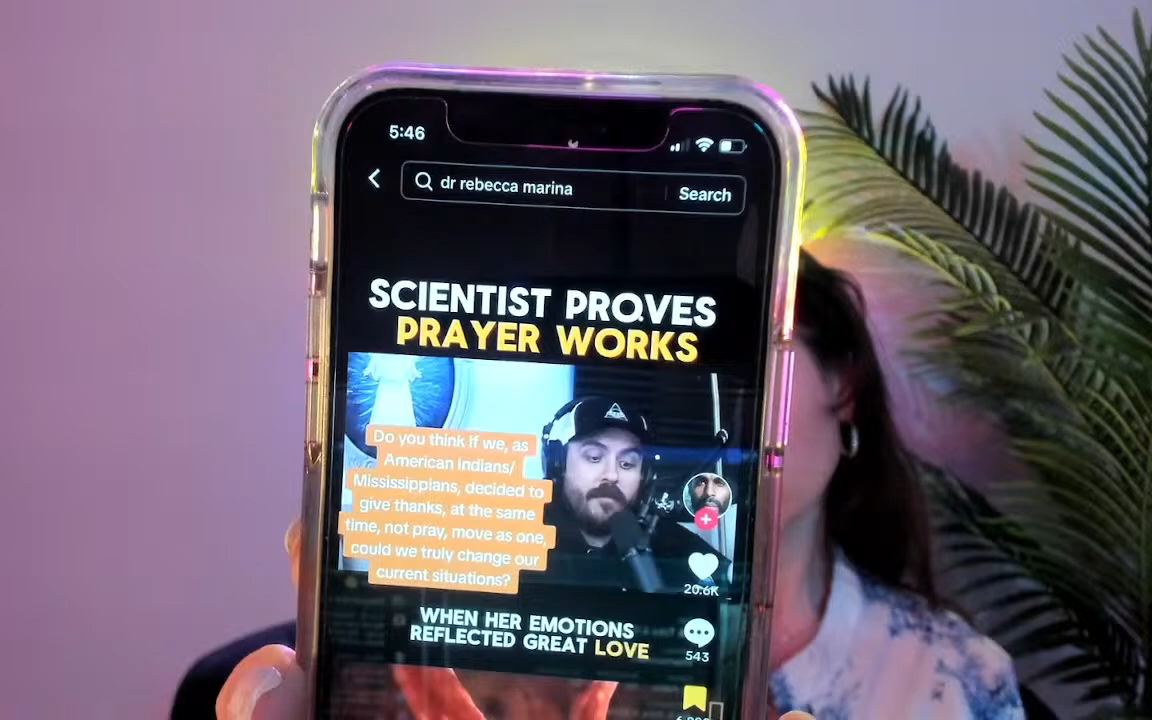 5:46
dr rebecca marina
Search
SCIENTIST PROVES
PRAYER WORKS
Do you think if we, as
American Indians/
Mississippians, decided to
give thanks, at the same
time, not pray, move as one,
could we truly change our
current situations?
20.6K
WHEN HER EMOTIONS
REFLECTED GREAT LOVE
543